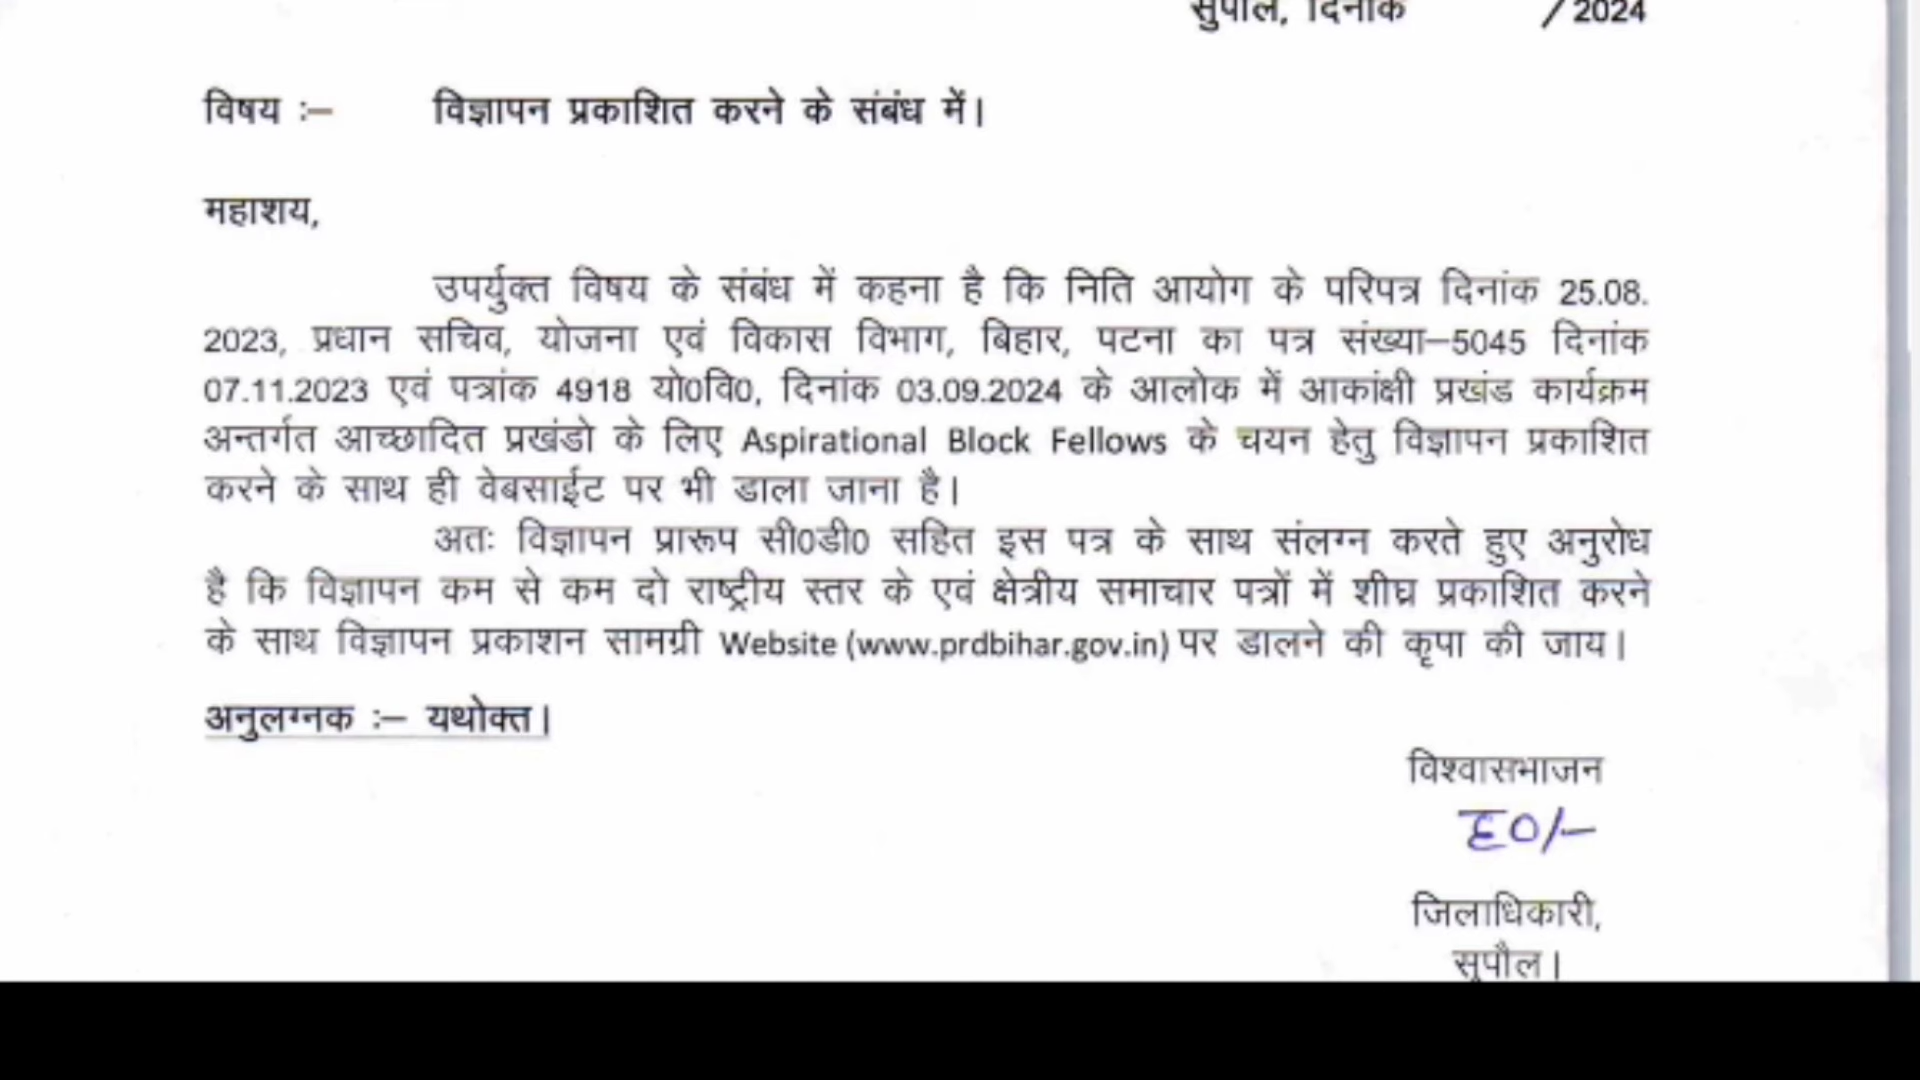 सुपौल, दिनांक /2024
विषय :– विज्ञापन प्रकाशित करने के संबंध में।
महाशय,
उपर्युक्त विषय के संबंध में कहना है कि निति आयोग के परिपत्र दिनांक 25.08.
2023, प्रधान सचिव, योजना एवं विकास विभाग, बिहार, पटना का पत्र संख्या–5045 दिनांक
07.11.2023 एवं पत्रांक 4918 यो0वि0, दिनांक 03.09.2024 के आलोक में आकांक्षी प्रखंड कार्यक्रम
अन्तर्गत आच्छादित प्रखंडो के लिए Aspirational Block Fellows के चयन हेतु विज्ञापन प्रकाशित
करने के साथ ही वेबसाईट पर भी डाला जाना है।
अतः विज्ञापन प्रारूप सी0डी0 सहित इस पत्र के साथ संलग्न करते हुए अनुरोध
है कि विज्ञापन कम से कम दो राष्ट्रीय स्तर के एवं क्षेत्रीय समाचार पत्रों में शीघ्र प्रकाशित करने
के साथ विज्ञापन प्रकाशन सामग्री Website (www.prdbihar.gov.in) पर डालने की कृपा की जाय।
अनुलग्नक :– यथोक्त।
विश्वासभाजन
ह0/–
जिलाधिकारी,
सुपौल।